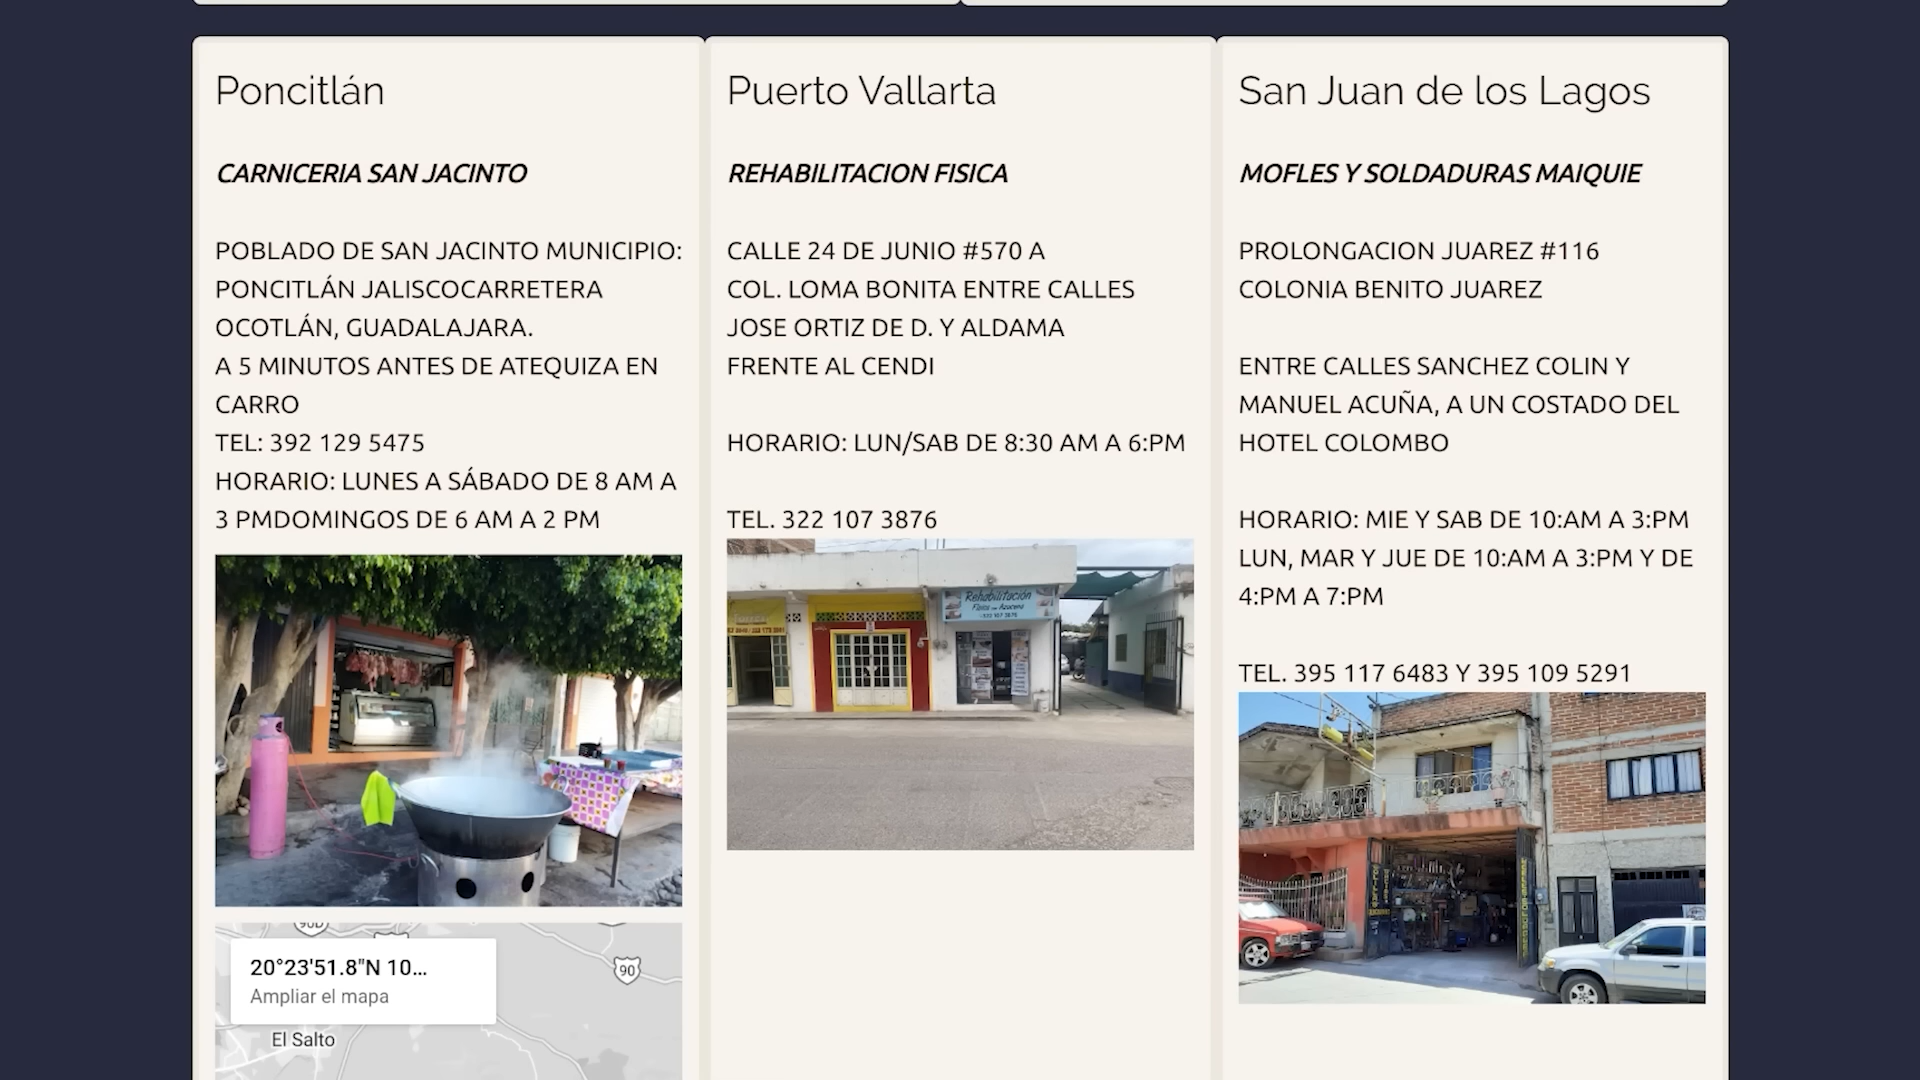 Poncitlán
CARNICERIA SAN JACINTO
POBLADO DE SAN JACINTO MUNICIPIO:
PONCITLÁN JALISCOCARRETERA
OCOTLÁN, GUADALAJARA.
A 5 MINUTOS ANTES DE ATEQUIZA EN
CARRO
TEL: 392 129 5475
HORARIO: LUNES A SÁBADO DE 8 AM A
3 PMDOMINGOS DE 6 AM A 2 PM
90D
20°23'51.8"N 10...
Ampliar el mapa
90
El Salto
Puerto Vallarta
REHABILITACION FISICA
CALLE 24 DE JUNIO #570 A
COL. LOMA BONITA ENTRE CALLES
JOSE ORTIZ DE D. Y ALDAMA
FRENTE AL CENDI
HORARIO: LUN/SAB DE 8:30 AM A 6:PM
TEL. 322 107 3876
Rehabilitación
Física
Azucena
322 107 3876
San Juan de los Lagos
MOFLES Y SOLDADURAS MAIQUIE
PROLONGACION JUAREZ #116
COLONIA BENITO JUAREZ
ENTRE CALLES SANCHEZ COLIN Y
MANUEL ACUÑA, A UN COSTADO DEL
HOTEL COLOMBO
HORARIO: MIE Y SAB DE 10:AM A 3:PM
LUN, MAR Y JUE DE 10:AM A 3:PM Y DE
4:PM A 7:PM
TEL. 395 117 6483 Y 395 109 5291